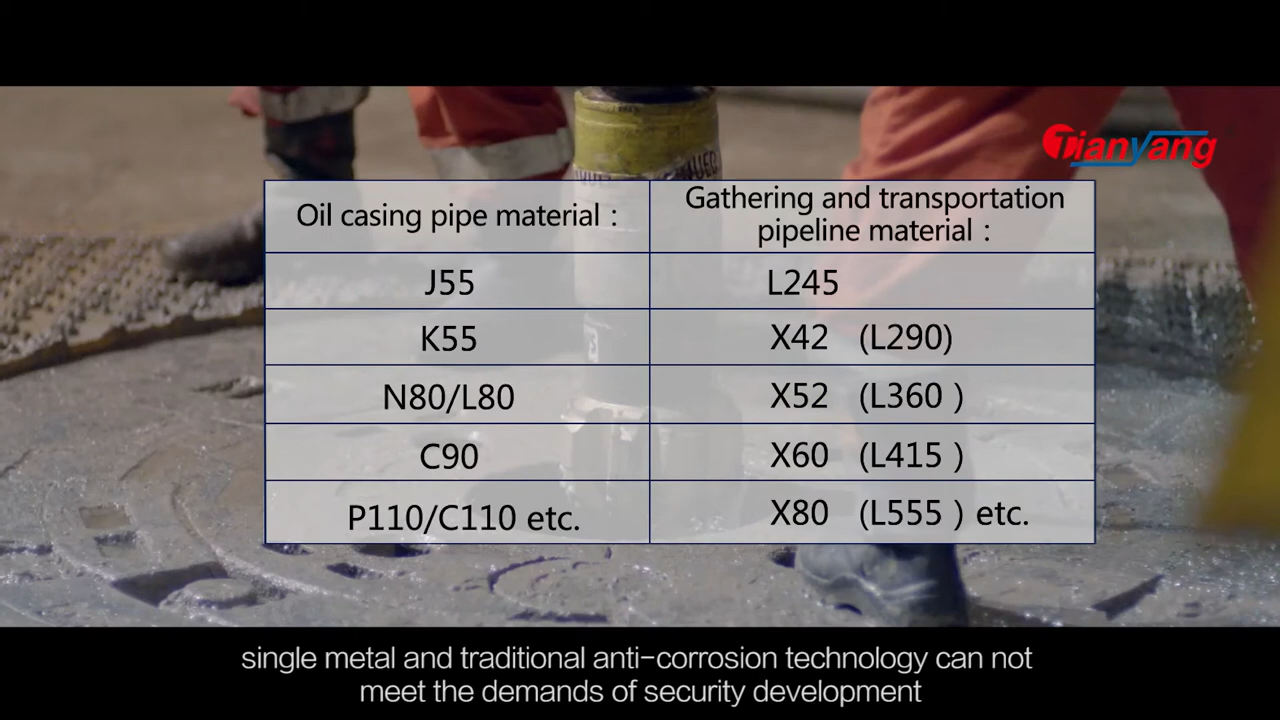 Tianyang
Oil casing pipe material :
Gathering and transportation
pipeline material :
J55
L245
K55
X42 (L290)
N80/L80
X52 (L360 )
C90
X60 (L415 )
P110/C110 etc.
X80 (L555 ) etc.
single metal and traditional anti-corrosion technology can not
meet the demands of security development